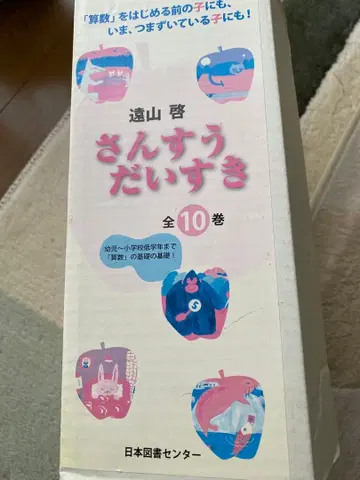 「算数」をはじめる前の子にも、
いま、つまずいている子にも！
遠山 啓
さんすう
だいすき
全10巻
幼児〜小学校低学年まで
「算数」の基礎の基礎！
S
日本図書センター